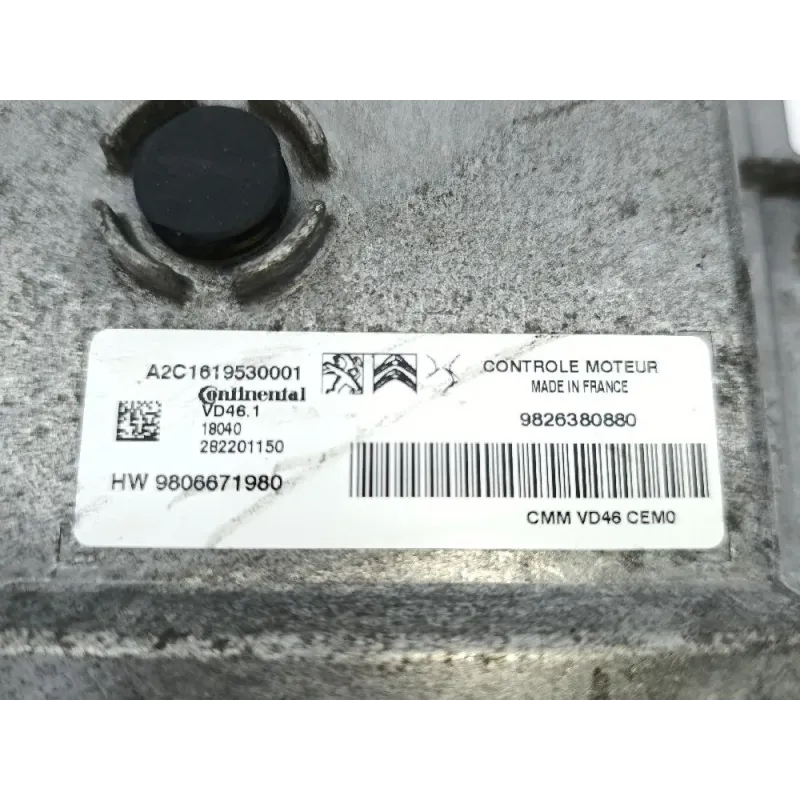 A2C1619530001
Continental
VD46.1
18040
282201150
HW 9806671980
CONTROLE MOTEUR
MADE IN FRANCE
9826380880
CMM VD46 CEM0